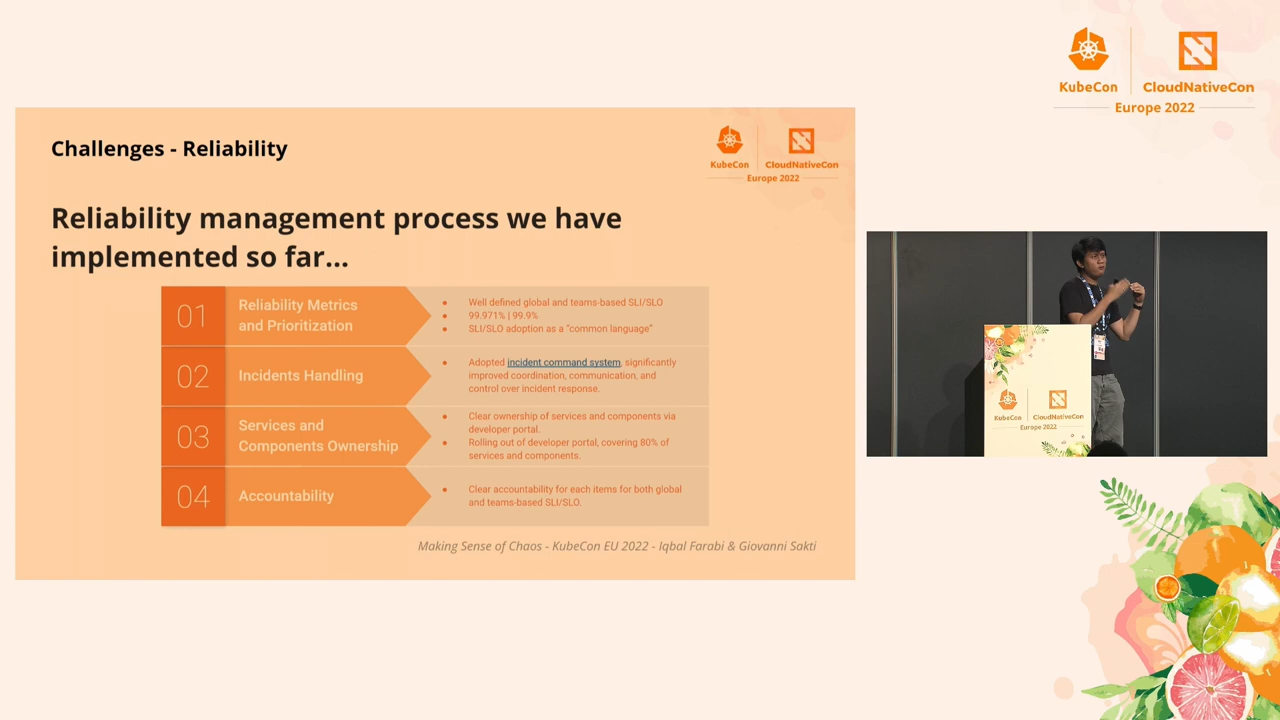 KubeCon
CloudNativeCon
Europe 2022
Challenges - Reliability
KubeCon
CloudNativeCon
Europe 2022
Reliability management process we have
implemented so far...
01
Reliability Metrics
and Prioritization
● Well defined global and teams-based SLI/SLO
● 99.971% | 99.9%
● SLI/SLO adoption as a "common language"
02
Incidents Handling
● Adopted incident command system, significantly
improved coordination, communication, and
control over incident response.
03
Services and
Components Ownership
● Clear ownership of services and components via
developer portal.
● Rolling out of developer portal, covering 80% of
services and components.
04
Accountability
● Clear accountability for each items for both global
and teams-based SLI/SLO.
Making Sense of Chaos - KubeCon EU 2022 - Iqbal Farabi & Giovanni Sakti
KubeCon
CloudNativeCon
Europe 2022